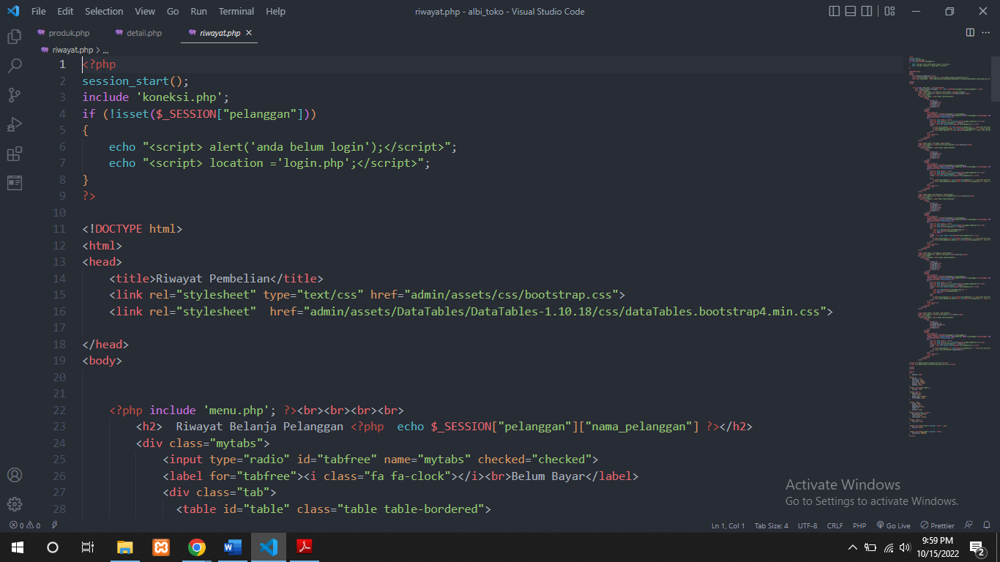 File Edit Selection View Go Run Terminal Help riwayat.php - albi_toko - Visual Studio Code
produk.php detail.php riwayat.php
riwayat.php > ...
1 <?php
2 session_start();
3 include 'koneksi.php';
4 if (!isset($_SESSION["pelanggan"]))
5 {
6 echo "<script> alert('anda belum login');</script>";
7 echo "<script> location ='login.php';</script>";
8 }
9 ?>
10
11 <!DOCTYPE html>
12 <html>
13 <head>
14 <title>Riwayat Pembelian</title>
15 <link rel="stylesheet" type="text/css" href="admin/assets/css/bootstrap.css">
16 <link rel="stylesheet"  href="admin/assets/DataTables/DataTables-1.10.18/css/dataTables.bootstrap4.min.css">
17
18 </head>
19 <body>
20
21
22 <?php include 'menu.php'; ?><br><br><br><br>
23 <h2>  Riwayat Belanja Pelanggan <?php  echo $_SESSION["pelanggan"]["nama_pelanggan"] ?></h2>
24 <div class="mytabs">
25 <input type="radio" id="tabfree" name="mytabs" checked="checked">
26 <label for="tabfree"><i class="fa fa-clock"></i><br>Belum Bayar</label>
27 <div class="tab">
28 <table id="table" class="table table-bordered">
Activate Windows
Go to Settings to activate Windows.
0 0 Ln 1, Col 1 Tab Size: 4 UTF-8 CRLF PHP Go Live Prettier
9:59 PM
10/15/2022
2